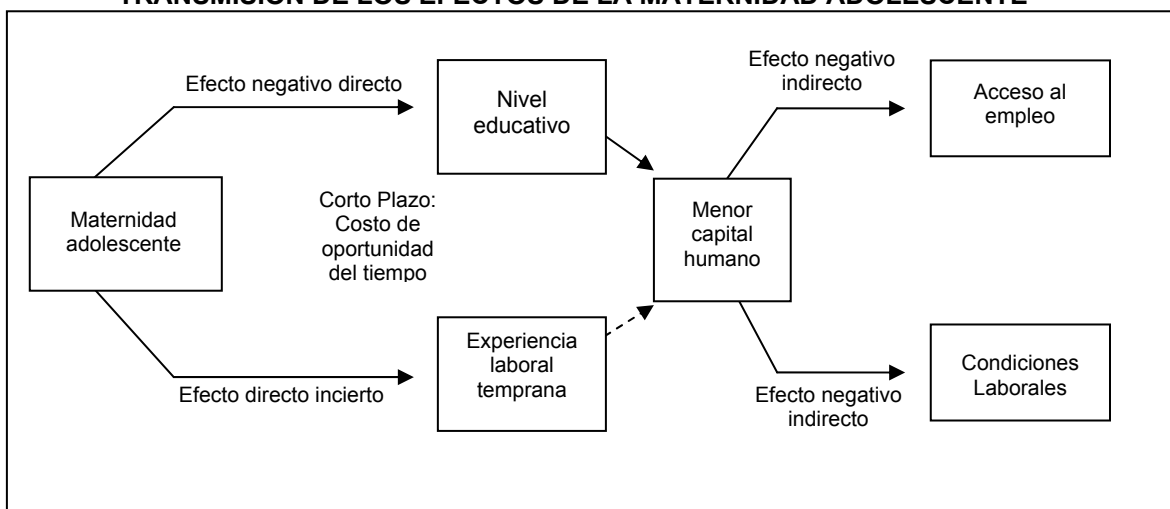 TRANSMISIÓN DE LOS EFECTOS DE LA MATERNIDAD ADOLESCENTE
Efecto negativo directo
Nivel
educativo
Efecto negativo
indirecto
Acceso al
empleo
Maternidad
adolescente
Corto Plazo:
Costo de
oportunidad
del tiempo
Menor
capital
humano
Efecto directo incierto
Experiencia
laboral
temprana
Efecto negativo
indirecto
Condiciones
Laborales